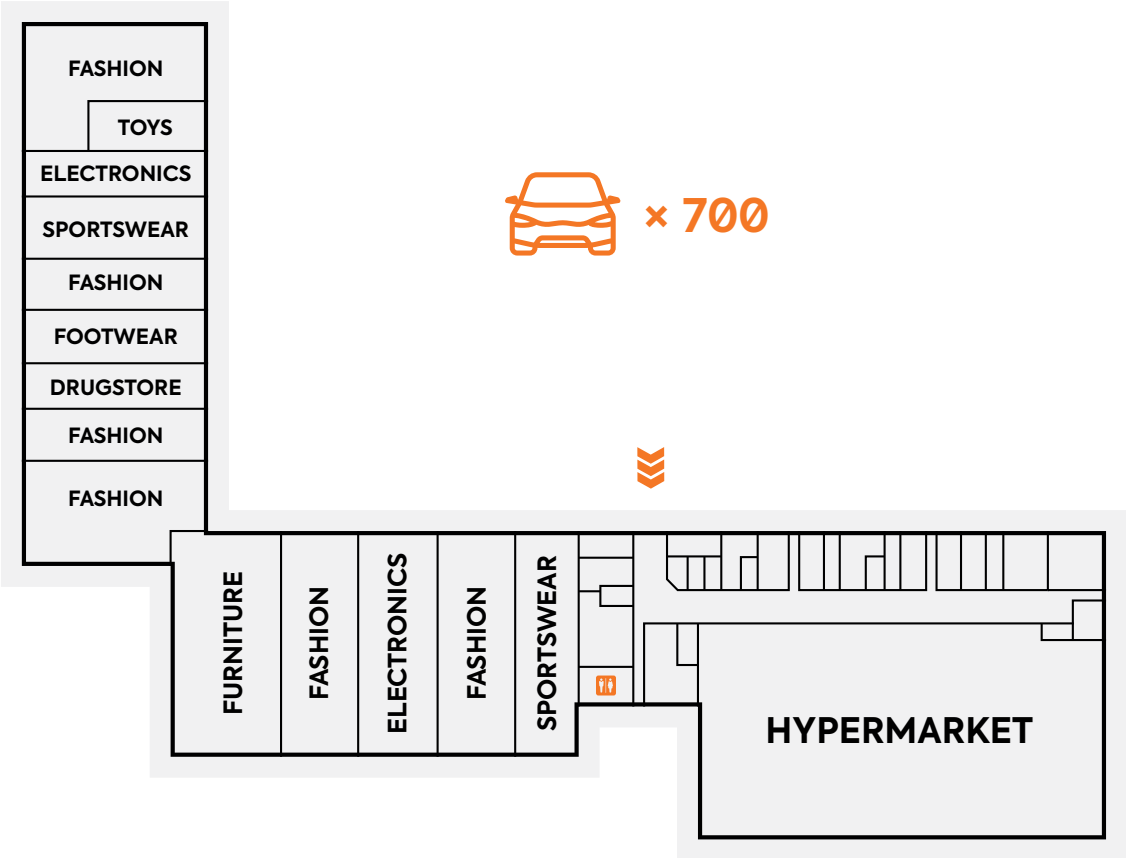 FASHION
TOYS
ELECTRONICS
SPORTSWEAR
FASHION
FOOTWEAR
DRUGSTORE
FASHION
FASHION
× 700
FURNITURE
FASHION
ELECTRONICS
FASHION
SPORTSWEAR
HYPERMARKET